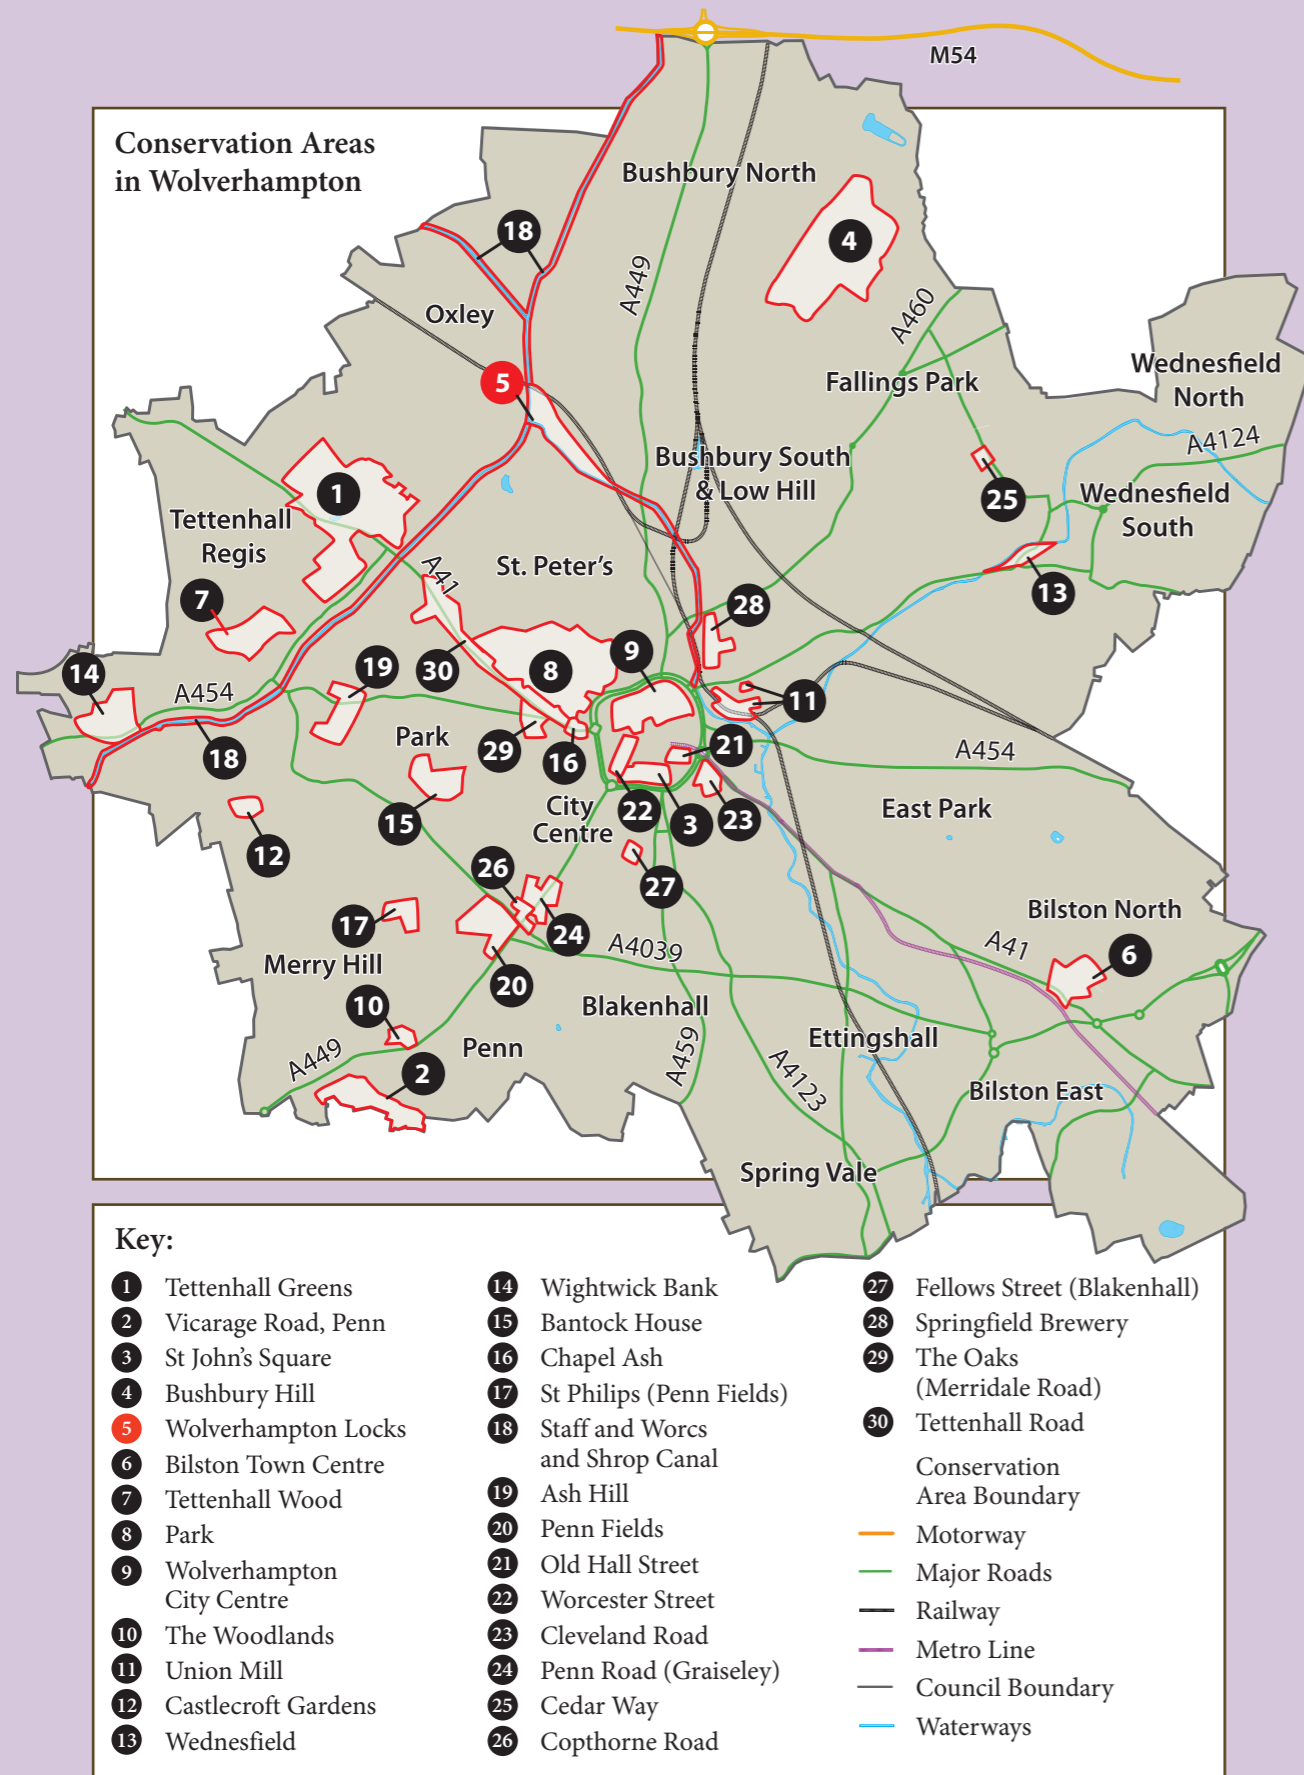 M54
Conservation Areas
in Wolverhampton
Bushbury North
4
18
A449
Oxley
A460
5
Fallings Park
Wednesfield
North
A4124
Bushbury South
& Low Hill
1
25
Wednesfield
South
Tettenhall
Regis
A41
St. Peter's
7
28
13
9
14
19
30
8
A454
11
Park
29
16
21
18
A454
City
Centre
22
3
23
East Park
15
12
26
27
17
24
Bilston North
A4039
A41
6
Merry Hill
20
10
Blakenhall
Ettingshall
A449
Penn
A459
2
A4123
Bilston East
Spring Vale
Key:
1 Tettenhall Greens
2 Vicarage Road, Penn
3 St John's Square
4 Bushbury Hill
5 Wolverhampton Locks
6 Bilston Town Centre
7 Tettenhall Wood
8 Park
9 Wolverhampton
City Centre
10 The Woodlands
11 Union Mill
12 Castlecroft Gardens
13 Wednesfield
14 Wightwick Bank
15 Bantock House
16 Chapel Ash
17 St Philips (Penn Fields)
18 Staff and Worcs
and Shrop Canal
19 Ash Hill
20 Penn Fields
21 Old Hall Street
22 Worcester Street
23 Cleveland Road
24 Penn Road (Graiseley)
25 Cedar Way
26 Copthorne Road
27 Fellows Street (Blakenhall)
28 Springfield Brewery
29 The Oaks
(Merridale Road)
30 Tettenhall Road
Conservation
Area Boundary
Motorway
Major Roads
Railway
Metro Line
Council Boundary
Waterways